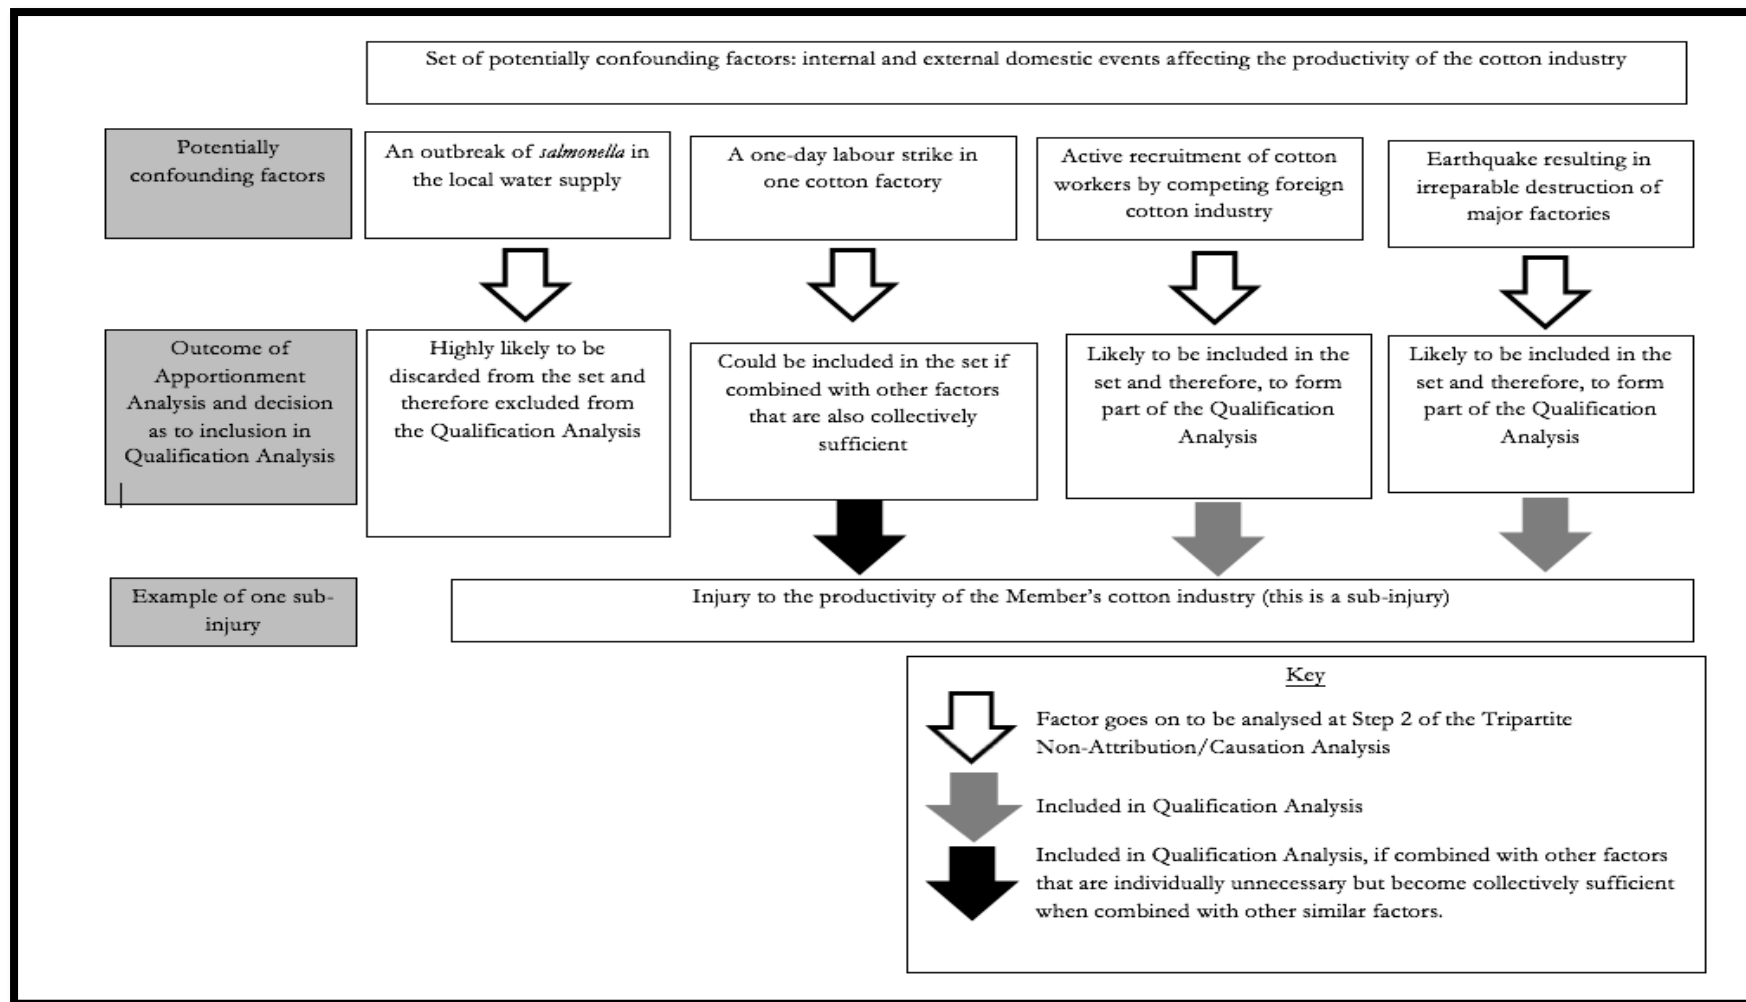 Set of potentially confounding factors: internal and external domestic events affecting the productivity of the cotton industry
Potentially
confounding factors
An outbreak of salmonella in
the local water supply
A one-day labour strike in
one cotton factory
Active recruitment of cotton
workers by competing foreign
cotton industry
Earthquake resulting in
irreparable destruction of
major factories
Outcome of
Apportionment
Analysis and decision
as to inclusion in
Qualification Analysis
Highly likely to be
discarded from the set and
therefore excluded from
the Qualification Analysis
Could be included in the set if
combined with other factors
that are also collectively
sufficient
Likely to be included in the
set and therefore, to form
part of the Qualification
Analysis
Likely to be included in the
set and therefore, to form
part of the Qualification
Analysis
Example of one sub-
injury
Injury to the productivity of the Member's cotton industry (this is a sub-injury)
Key
Factor goes on to be analysed at Step 2 of the Tripartite
Non-Attribution/Causation Analysis
Included in Qualification Analysis
Included in Qualification Analysis, if combined with other factors
that are individually unnecessary but become collectively sufficient
when combined with other similar factors.